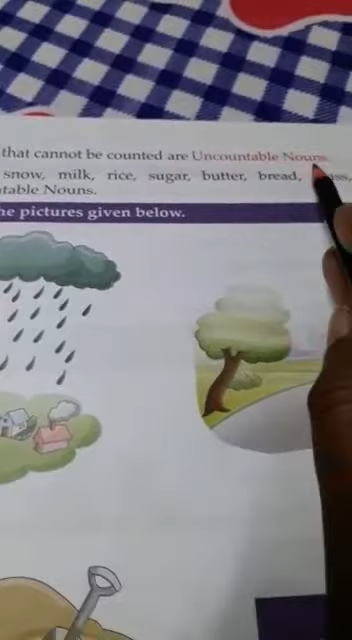 that cannot be counted are Uncountable Nouns
snow, milk, rice, sugar, butter, bread,
table Nouns.
he pictures given below.